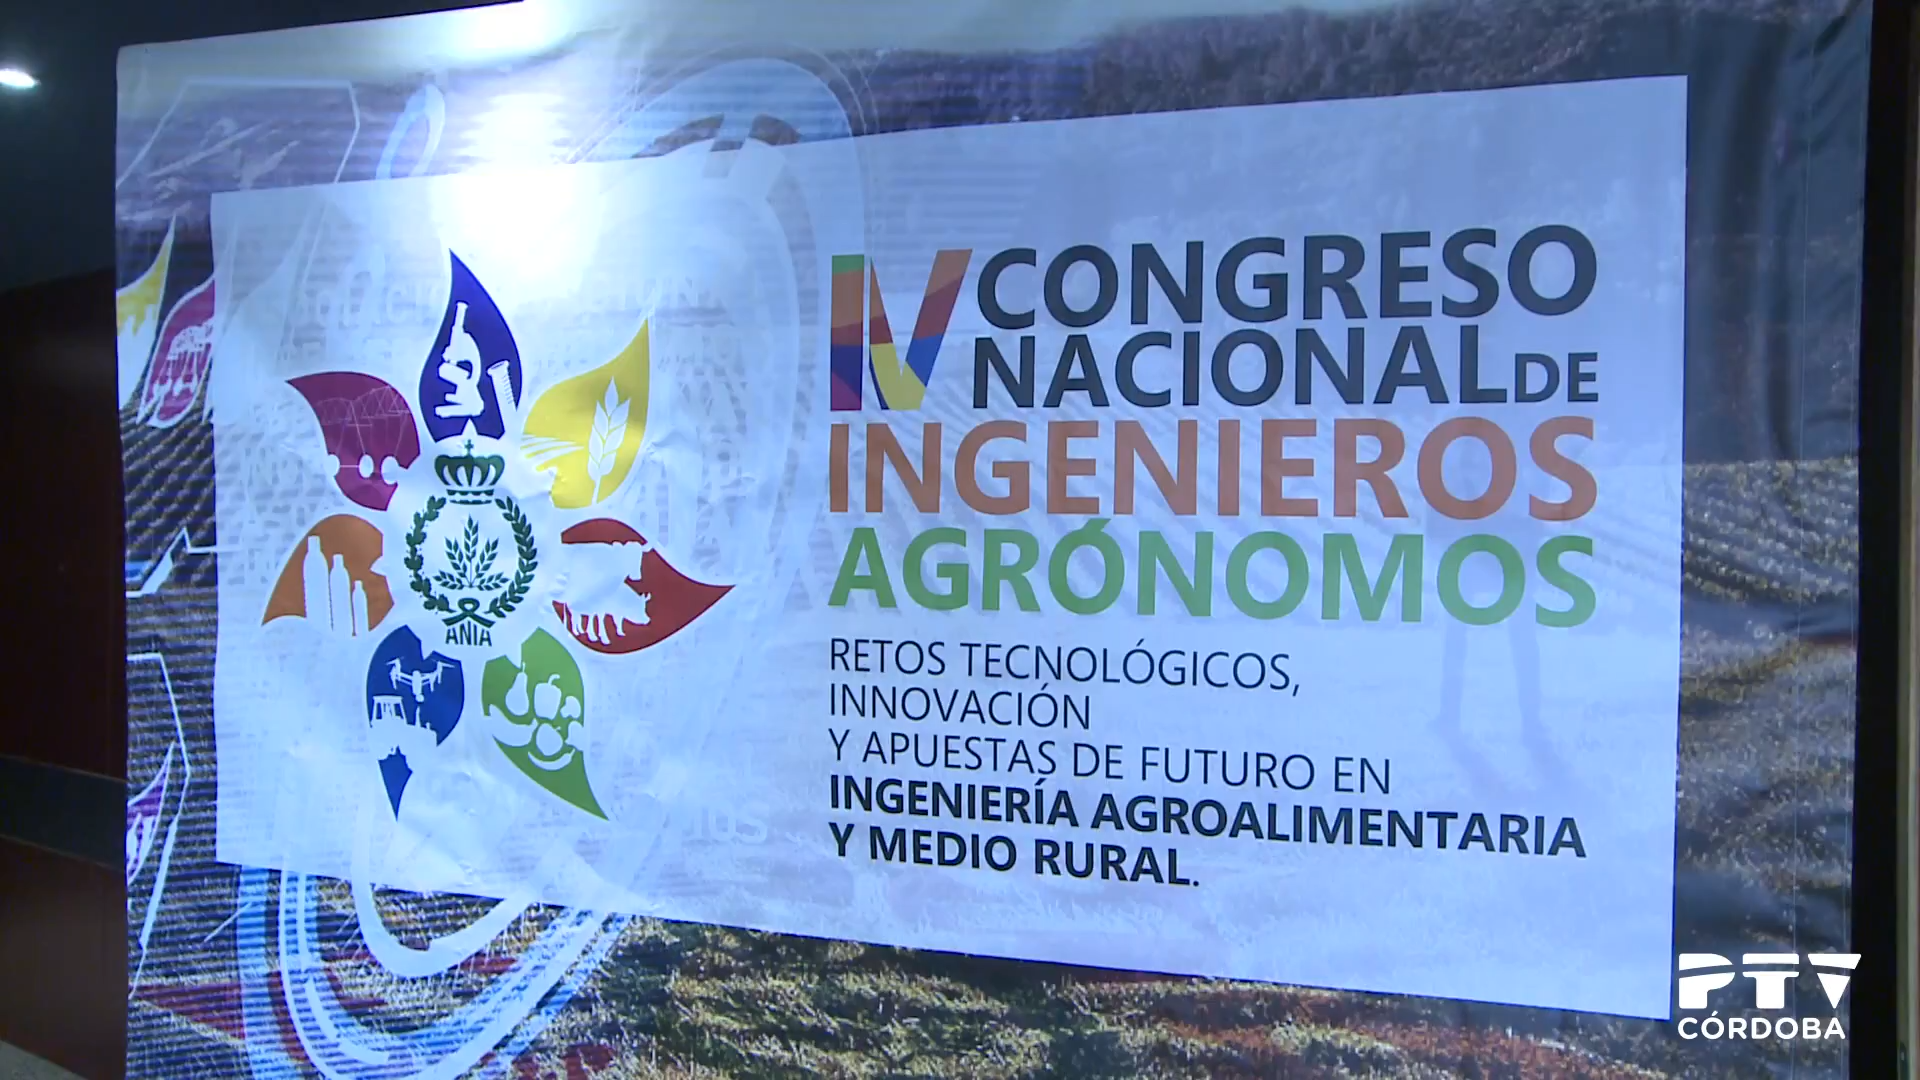 IV CONGRESO
NACIONAL DE
INGENIEROS
AGRÓNOMOS
RETOS TECNOLÓGICOS,
INNOVACIÓN
Y APUESTAS DE FUTURO EN
INGENIERÍA AGROALIMENTARIA
Y MEDIO RURAL.
ANIA
PTV
CÓRDOBA